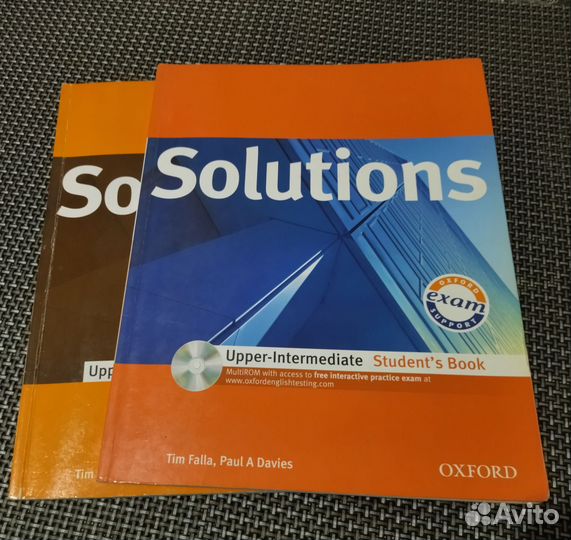 Solutions
OXFORD
exam
SUPPORT
Upper-Intermediate Student's Book
MultiROM with access to free interactive practice exam at
www.oxfordenglishtesting.com
Tim Falla, Paul A Davies
OXFORD
So
Upp
Tim
Avito